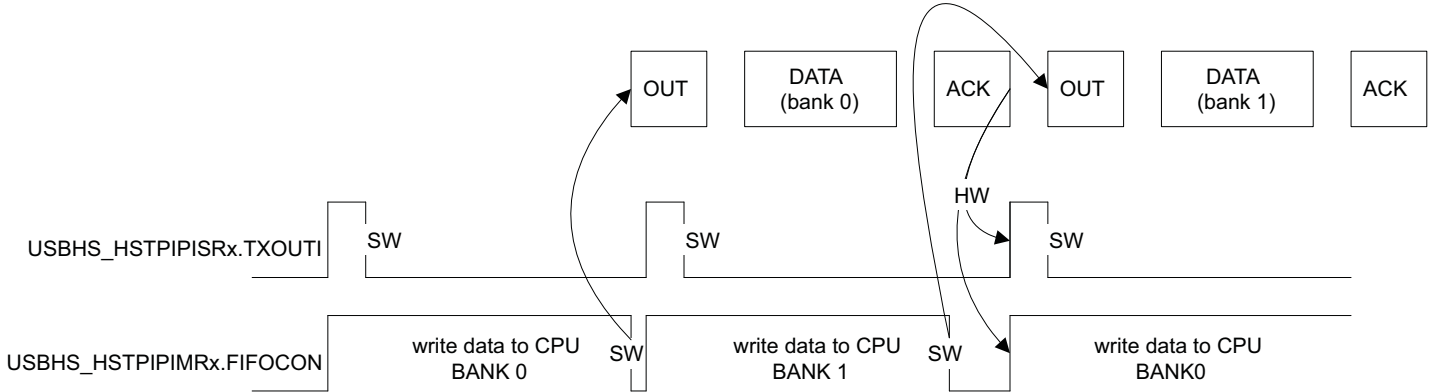 OUT
DATA
(bank 0)
ACK
OUT
DATA
(bank 1)
ACK
HW
USBHS_HSTPIPISRx.TXOUTI
SW
SW
SW
USBHS_HSTPIPIMRx.FIFOCON
write data to CPU
BANK 0
SW
write data to CPU
BANK 1
SW
write data to CPU
BANK0